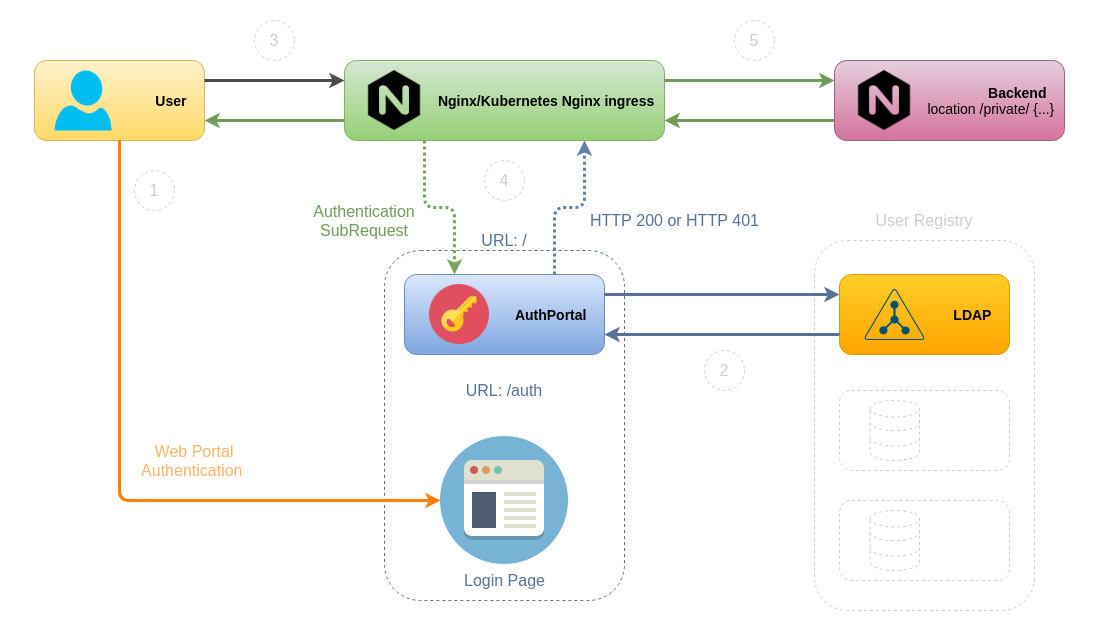 3
5
User
Nginx/Kubernetes Nginx ingress
Backend
location /private/ {...}
1
4
Authentication
SubRequest
HTTP 200 or HTTP 401
User Registry
URL: /
AuthPortal
LDAP
2
URL: /auth
Web Portal
Authentication
Login Page